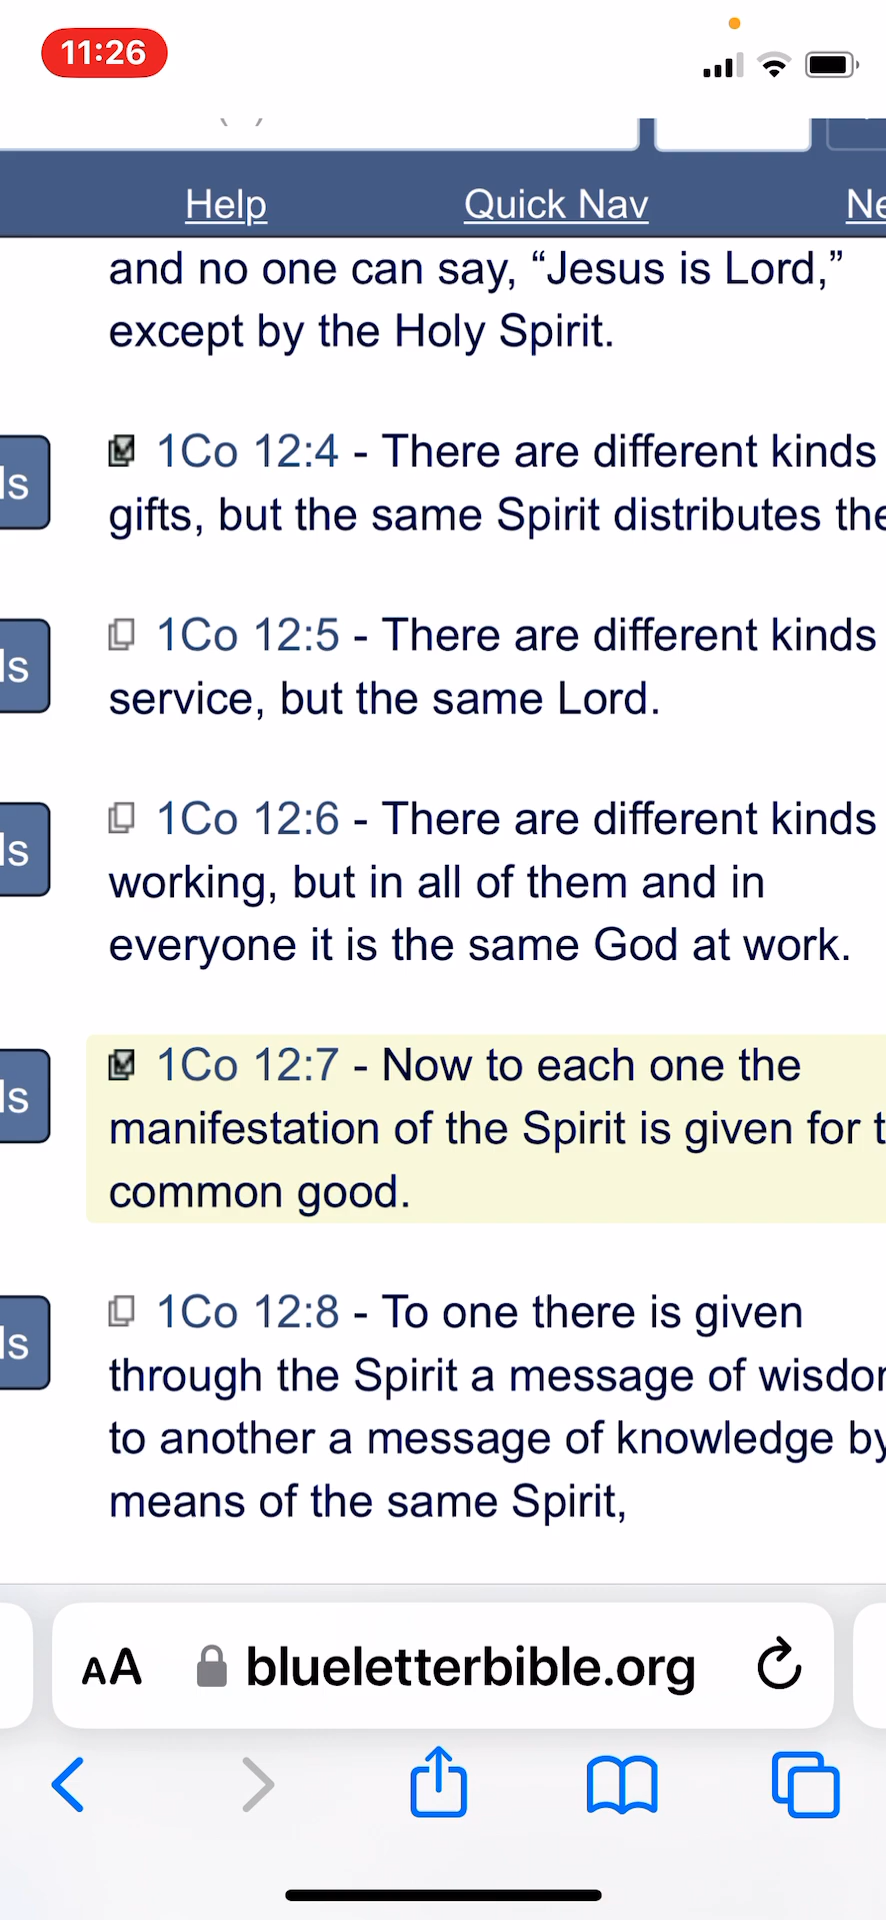 11:26
Help Quick Nav
and no one can say, “Jesus is Lord,”
except by the Holy Spirit.
1Co 12:4 - There are different kinds
gifts, but the same Spirit distributes
1Co 12:5 - There are different kinds
service, but the same Lord.
1Co 12:6 - There are different kinds
working, but in all of them and in
everyone it is the same God at work.
1Co 12:7 - Now to each one the
manifestation of the Spirit is given for
common good.
1Co 12:8 - To one there is given
through the Spirit a message of
to another a message of knowledge by
means of the same Spirit,
AA blueletterbible.org